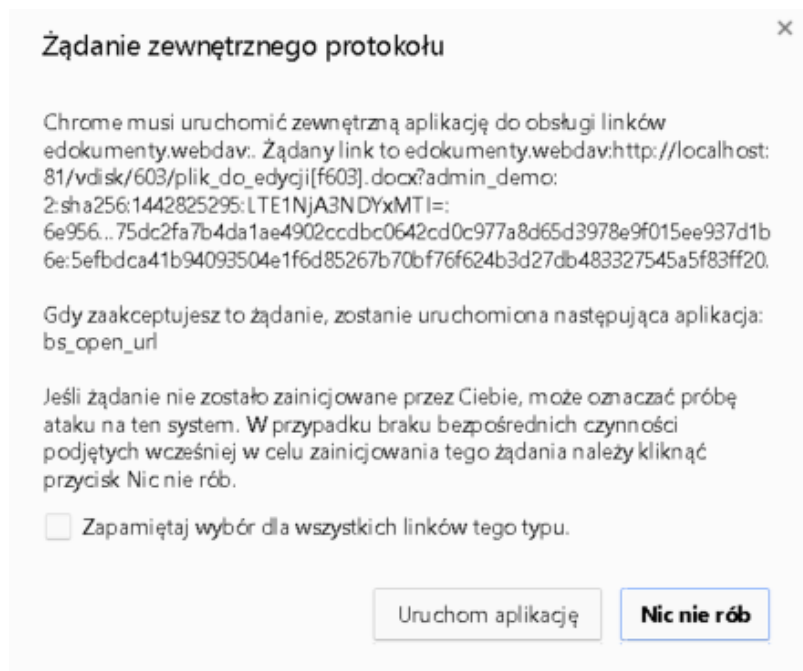 Żądanie zewnętrznego protokołu
Chrome musi uruchomić zewnętrzną aplikację do obsługi linków
edokumenty.webdav:. Żądany link to edokumenty.webdav:http://localhost:
81/vdisk/603/plik_do_edycji[f603].docx?admin_demo:
2:sha256:1442825295:LTE1NjA3NDYxMTI=:
6e956...75dc2fa7b4da1ae4902ccdbc0642cd0c977a8d65d3978e9f015ee937d1b
6e:5efbdca41b94093504e1f6d85267b70bf76f624b3d27db483327545a5f83ff20.
Gdy zaakceptujesz to żądanie, zostanie uruchomiona następująca aplikacja:
bs_open_url
Jeśli żądanie nie zostało zainicjowane przez Ciebie, może oznaczać próbę
ataku na ten system. W przypadku braku bezpośrednich czynności
podjętych wcześniej w celu zainicjowania tego żądania należy kliknąć
przycisk Nic nie rób.
Zapamiętaj wybór dla wszystkich linków tego typu.
Uruchom aplikację
Nic nie rób